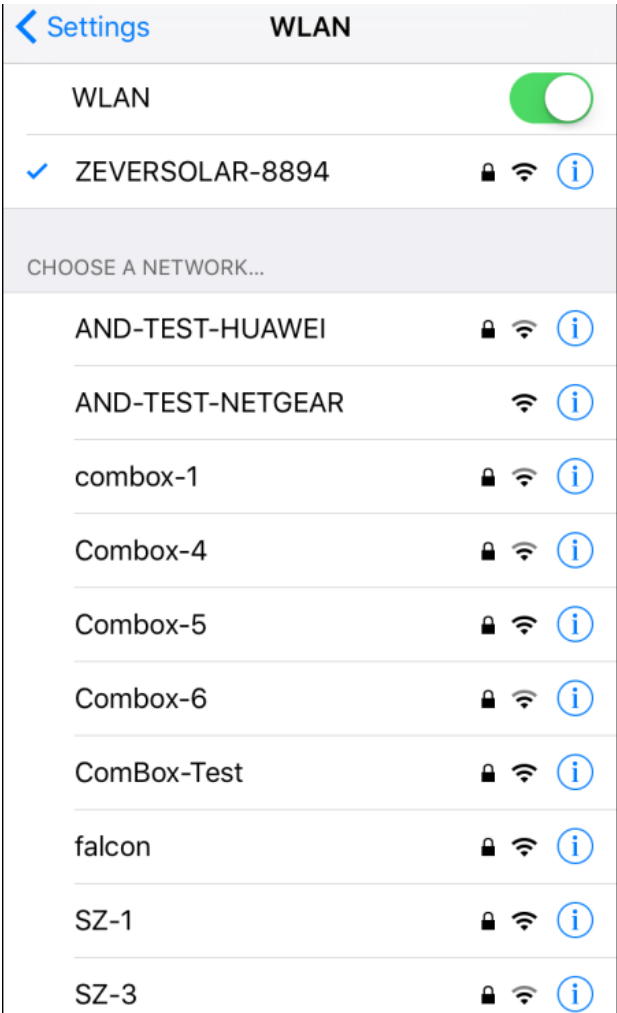 Settings WLAN
WLAN
ZEVERSOLAR-8894
CHOOSE A NETWORK...
AND-TEST-HUAWEI
AND-TEST-NETGEAR
combox-1
Combox-4
Combox-5
Combox-6
ComBox-Test
falcon
SZ-1
SZ-3